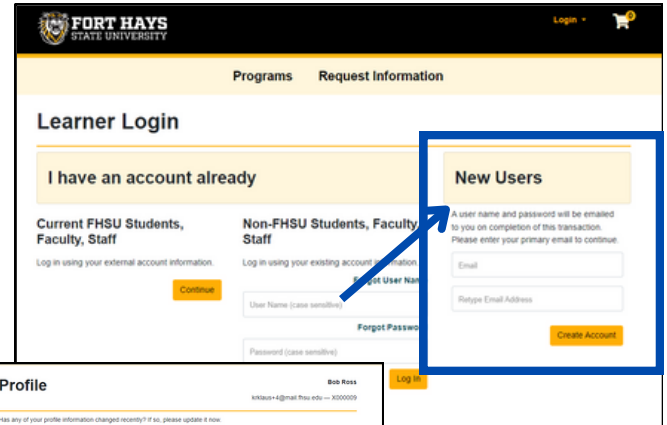 FORT HAYS
STATE UNIVERSITY
Login
0
Programs Request Information
Learner Login
I have an account already
Current FHSU Students,
Faculty, Staff
Log in using your external account information.
Continue
Non-FHSU Students, Faculty,
Staff
Log in using your existing account information.
Forgot User Nam
User Name (case sensitive)
Forgot Passwo
Password (case sensitive)
Log In
New Users
A user name and password will be emailed
to you on completion of this transaction.
Please enter your primary email to continue.
Email
Retype Email Address
Create Account
Profile
Bob Ross
krklaus+4@mail.fhsu.edu — X000009
Has any of your profile information changed recently? If so, please update it now.